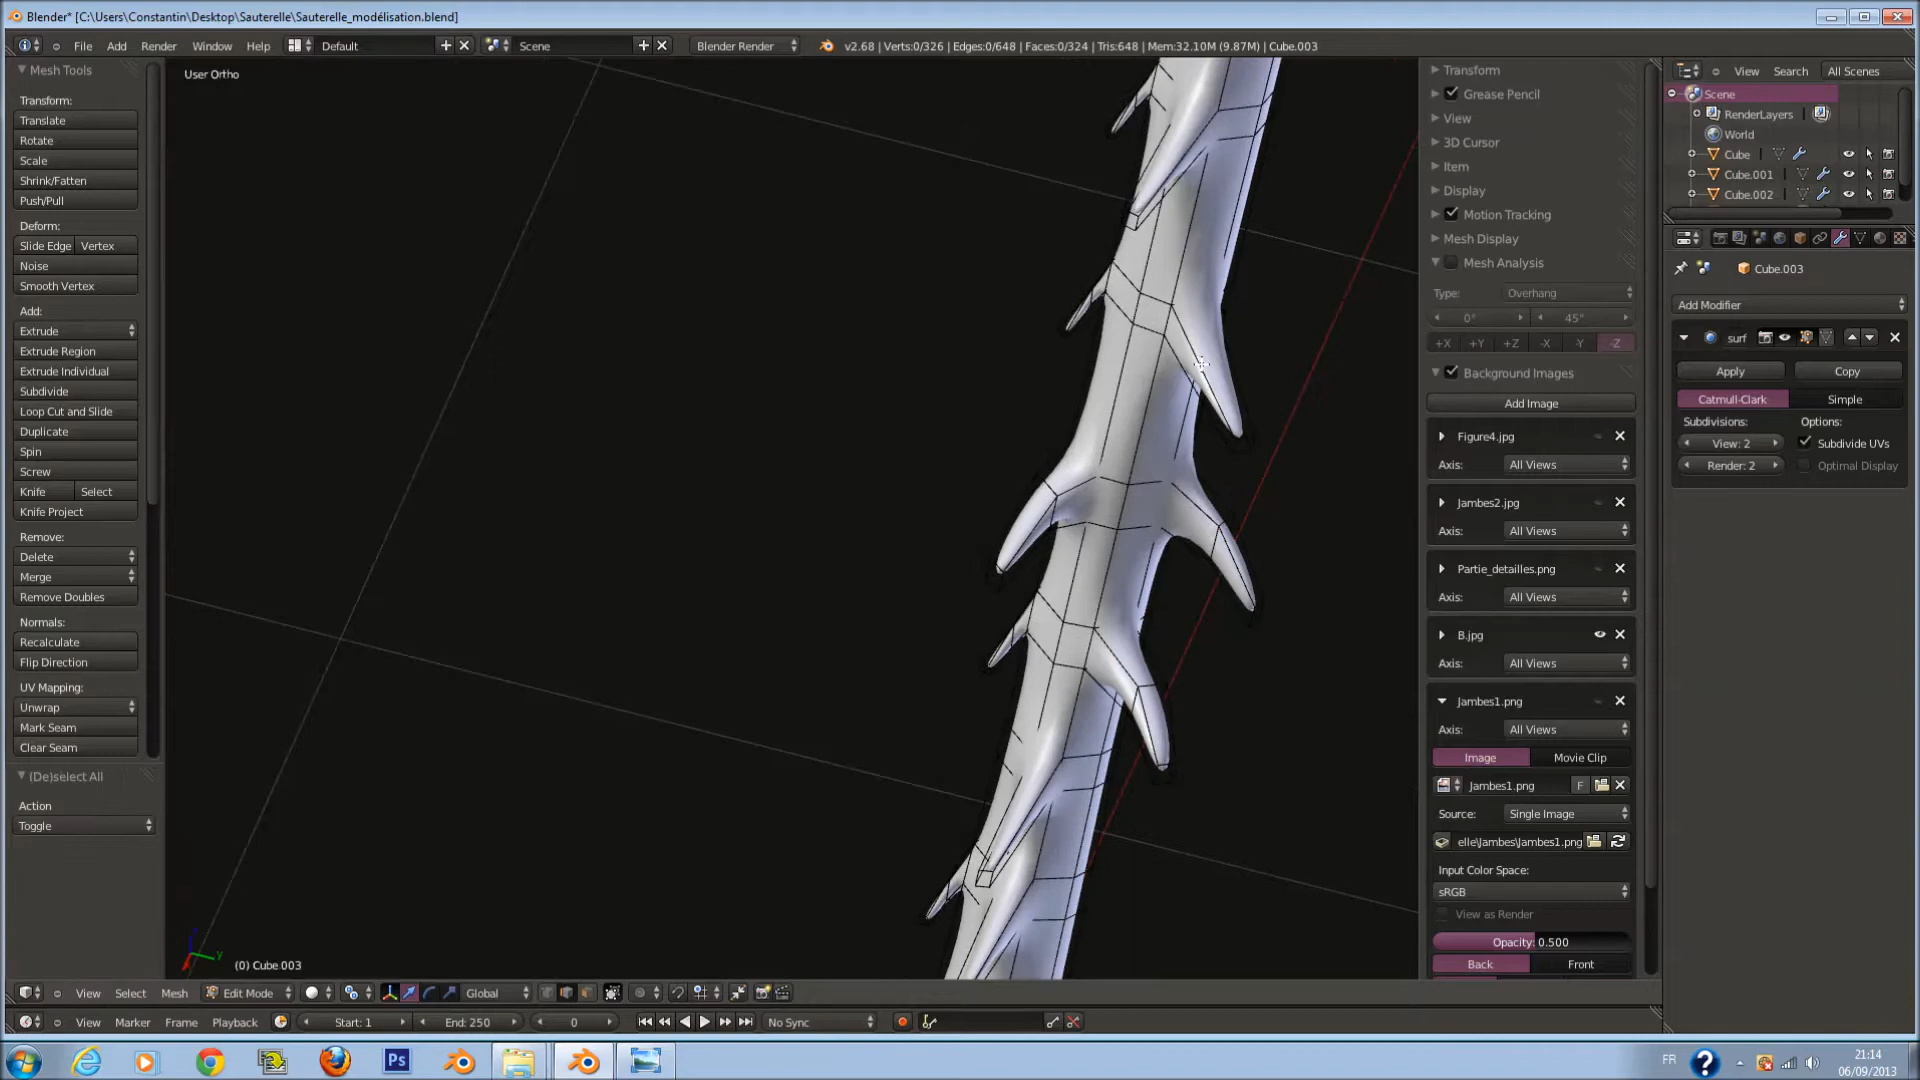 Blender* [C:\Users\Constantin\Desktop\Sauterelle\Sauterelle_modélisation.blend]
File Add Render Window Help Default Scene Blender Render v2.68 | Verts:0/326 | Edges:0/648 | Faces:0/324 | Tris:648 | Mem:32.10M (9.87M) | Cube.003
Mesh Tools
Transform:
Translate
Rotate
Scale
Shrink/Fatten
Push/Pull
Deform:
Slide Edge Vertex
Noise
Smooth Vertex
Add:
Extrude
Extrude Region
Extrude Individual
Subdivide
Loop Cut and Slide
Duplicate
Spin
Screw
Knife Select
Knife Project
Remove:
Delete
Merge
Remove Doubles
Normals:
Recalculate
Flip Direction
UV Mapping:
Unwrap
Mark Seam
Clear Seam
(De)select All
Action
Toggle
User Ortho
(0) Cube.003
Transform
Grease Pencil
View
3D Cursor
Item
Display
Motion Tracking
Mesh Display
Mesh Analysis
Type: Overhang
0° 45°
+X +Y +Z -X -Y -Z
Background Images
Add Image
Figure4.jpg
Axis: All Views
Jambes2.jpg
Axis: All Views
Partie_detailles.png
Axis: All Views
B.jpg
Axis: All Views
Jambes1.png
Axis: All Views
Image Movie Clip
Jambes1.png F
Source: Single Image
elle\Jambes\Jambes1.png
Input Color Space:
sRGB
View as Render
Opacity: 0.500
Back Front
View Search All Scenes
Scene
RenderLayers
World
Cube
Cube.001
Cube.002
Cube.003
Add Modifier
surf
Apply Copy
Catmull-Clark Simple
Subdivisions: Options:
View: 2 Subdivide UVs
Render: 2 Optimal Display
View Select Mesh Edit Mode Global
View Marker Frame Playback Start: 1 End: 250 0 No Sync
Ps FR ? 21:14
06/09/2013